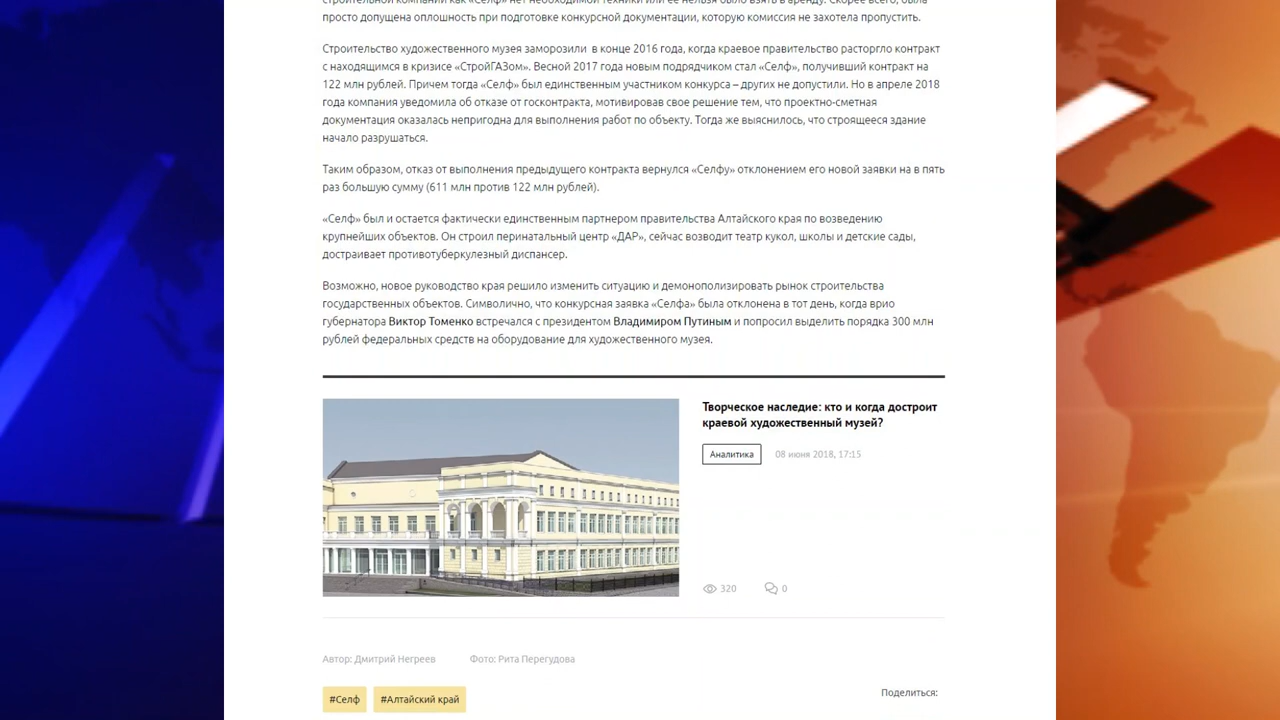 строительной компании как «Селф» нет необходимой техники или ее нельзя было взять в аренду. Скорее всего, была
просто допущена оплошность при подготовке конкурсной документации, которую комиссия не захотела пропустить.
Строительство художественного музея заморозили в конце 2016 года, когда краевое правительство расторгло контракт
с находящимся в кризисе «СтройГАЗом». Весной 2017 года новым подрядчиком стал «Селф», получивший контракт на
122 млн рублей. Причем тогда «Селф» был единственным участником конкурса – других не допустили. Но в апреле 2018
года компания уведомила об отказе от госконтракта, мотивировав свое решение тем, что проектно-сметная
документация оказалась непригодна для выполнения работ по объекту. Тогда же выяснилось, что строящееся здание
начало разрушаться.
Таким образом, отказ от выполнения предыдущего контракта вернулся «Селфу» отклонением его новой заявки на в пять
раз большую сумму (611 млн против 122 млн рублей).
«Селф» был и остается фактически единственным партнером правительства Алтайского края по возведению
крупнейших объектов. Он строил перинатальный центр «ДАР», сейчас возводит театр кукол, школы и детские сады,
достраивает противотуберкулезный диспансер.
Возможно, новое руководство края решило изменить ситуацию и демонополизировать рынок строительства
государственных объектов. Символично, что конкурсная заявка «Селфа» была отклонена в тот день, когда врио
губернатора Виктор Томенко встречался с президентом Владимиром Путиным и попросил выделить порядка 300 млн
рублей федеральных средств на оборудование для художественного музея.
Творческое наследие: кто и когда достроит
краевой художественный музей?
Аналитика 08 июня 2018, 17:15
320 0
Автор: Дмитрий Негреев Фото: Рита Перегудова
#Селф #Алтайский край Поделиться: